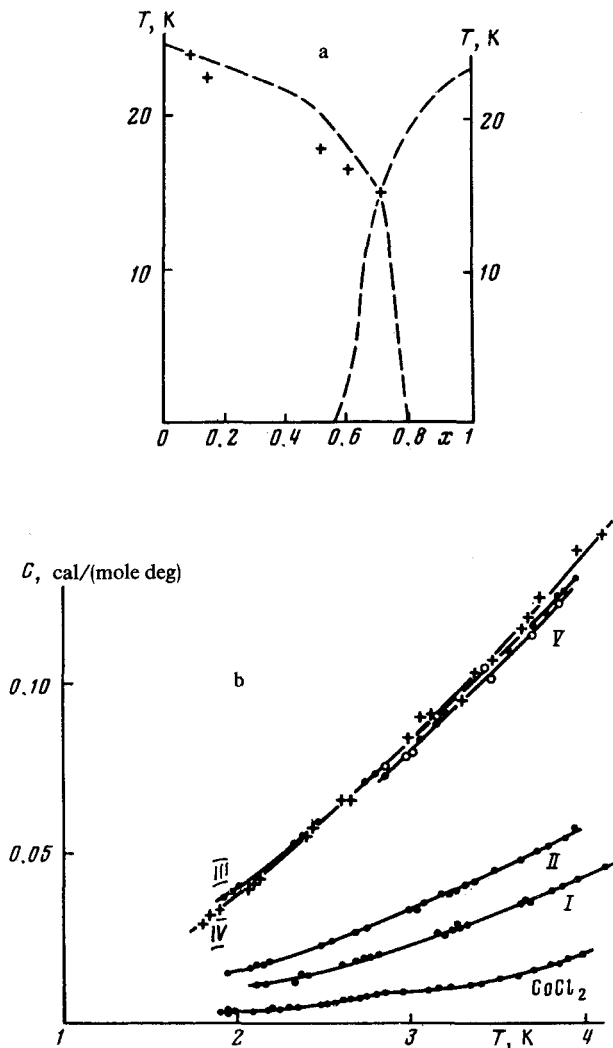 T, K
a
T, K
20
20
10
10
0 0.2 0.4 0.6 0.8 x 1
C, cal/(mole deg)
b
0.10
0.05
V
III
IV
II
I
CoCl₂
1 2 3 T, K 4